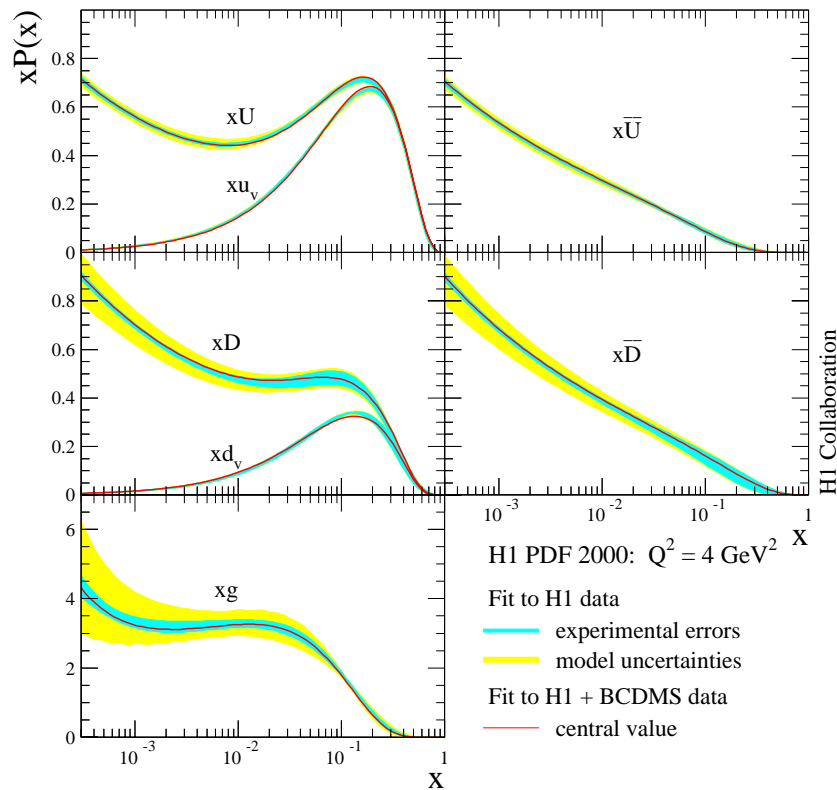 xP(x)
0.8
0.6
0.4
0.2
0
xU
xu_v
xU̅
0.8
0.6
0.4
0.2
0
xD
xd_v
xD̅
10^-3 10^-2 10^-1 1
x
6
4
2
0
xg
10^-3 10^-2 10^-1 1
x
H1 PDF 2000: Q^2 = 4 GeV^2
Fit to H1 data
experimental errors
model uncertainties
Fit to H1 + BCDMS data
central value
H1 Collaboration